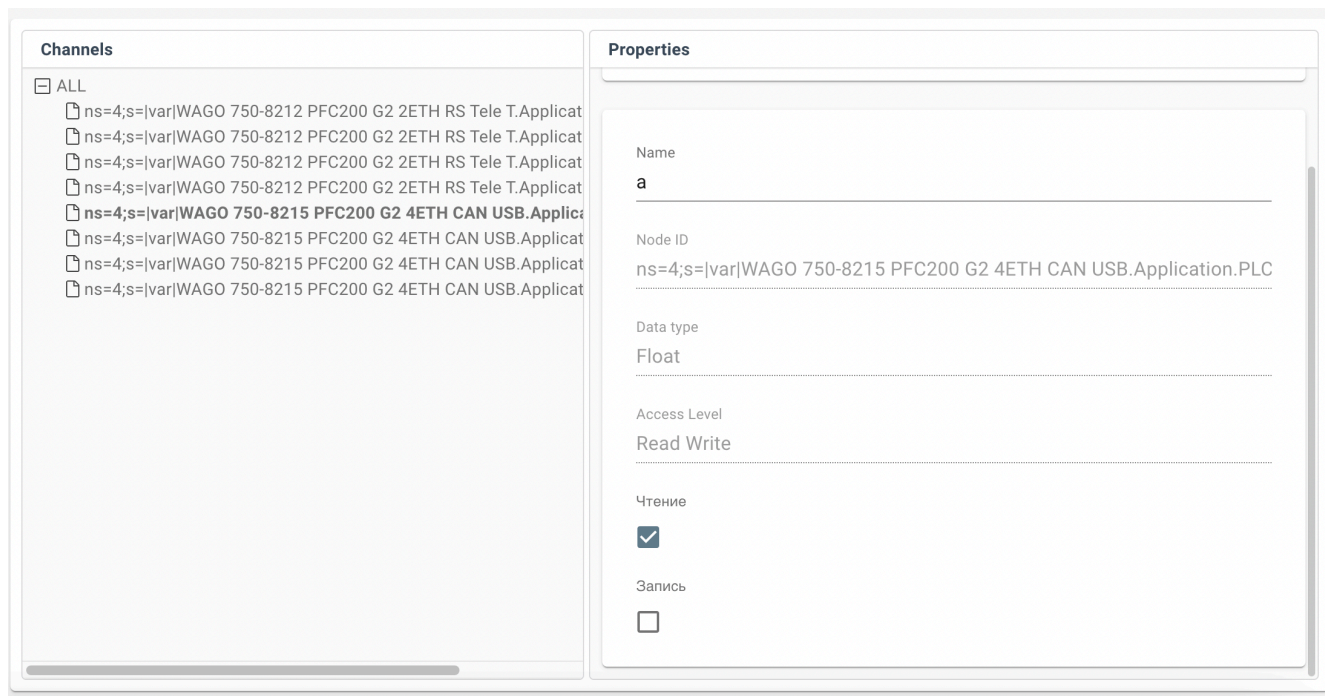 Channels
ALL
ns=4;s=|var|WAGO 750-8212 PFC200 G2 2ETH RS Tele T.Applicat
ns=4;s=|var|WAGO 750-8212 PFC200 G2 2ETH RS Tele T.Applicat
ns=4;s=|var|WAGO 750-8212 PFC200 G2 2ETH RS Tele T.Applicat
ns=4;s=|var|WAGO 750-8212 PFC200 G2 2ETH RS Tele T.Applicat
ns=4;s=|var|WAGO 750-8215 PFC200 G2 4ETH CAN USB.Applica
ns=4;s=|var|WAGO 750-8215 PFC200 G2 4ETH CAN USB.Applicat
ns=4;s=|var|WAGO 750-8215 PFC200 G2 4ETH CAN USB.Applicat
ns=4;s=|var|WAGO 750-8215 PFC200 G2 4ETH CAN USB.Applicat
Properties
Name
a
Node ID
ns=4;s=|var|WAGO 750-8215 PFC200 G2 4ETH CAN USB.Application.PLC
Data type
Float
Access Level
Read Write
Чтение
Запись